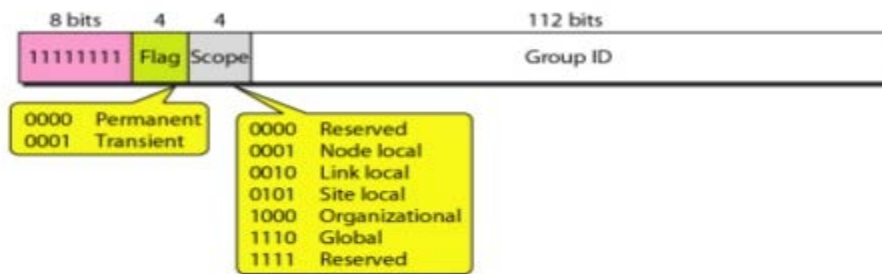 8 bits 4 4 112 bits
11111111 Flag Scope Group ID
0000 Permanent
0001 Transient
0000 Reserved
0001 Node local
0010 Link local
0101 Site local
1000 Organizational
1110 Global
1111 Reserved